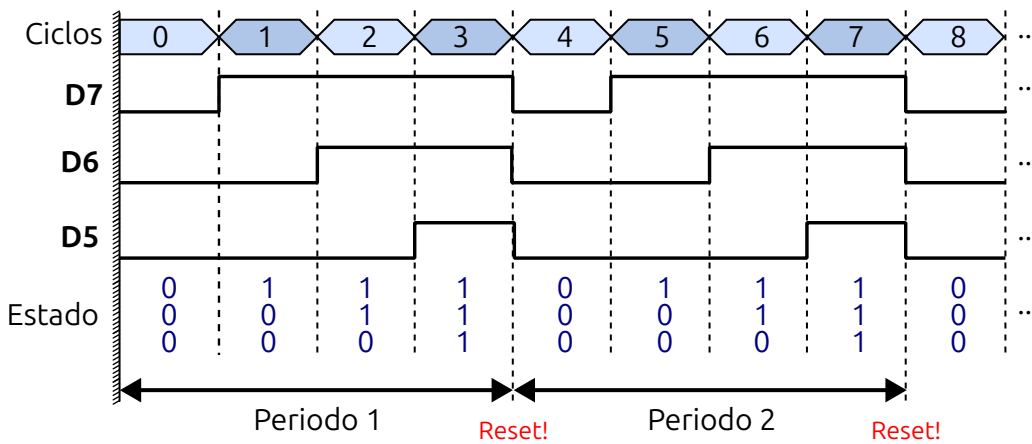 Ciclos 0 1 2 3 4 5 6 7 8 ..
D7 ..
D6 ..
D5 ..
0 1 1 1 0 1 1 1 0
Estado 0 0 1 1 0 0 1 1 0 ..
0 0 0 1 0 0 0 1 0
Periodo 1 Periodo 2
Reset! Reset!